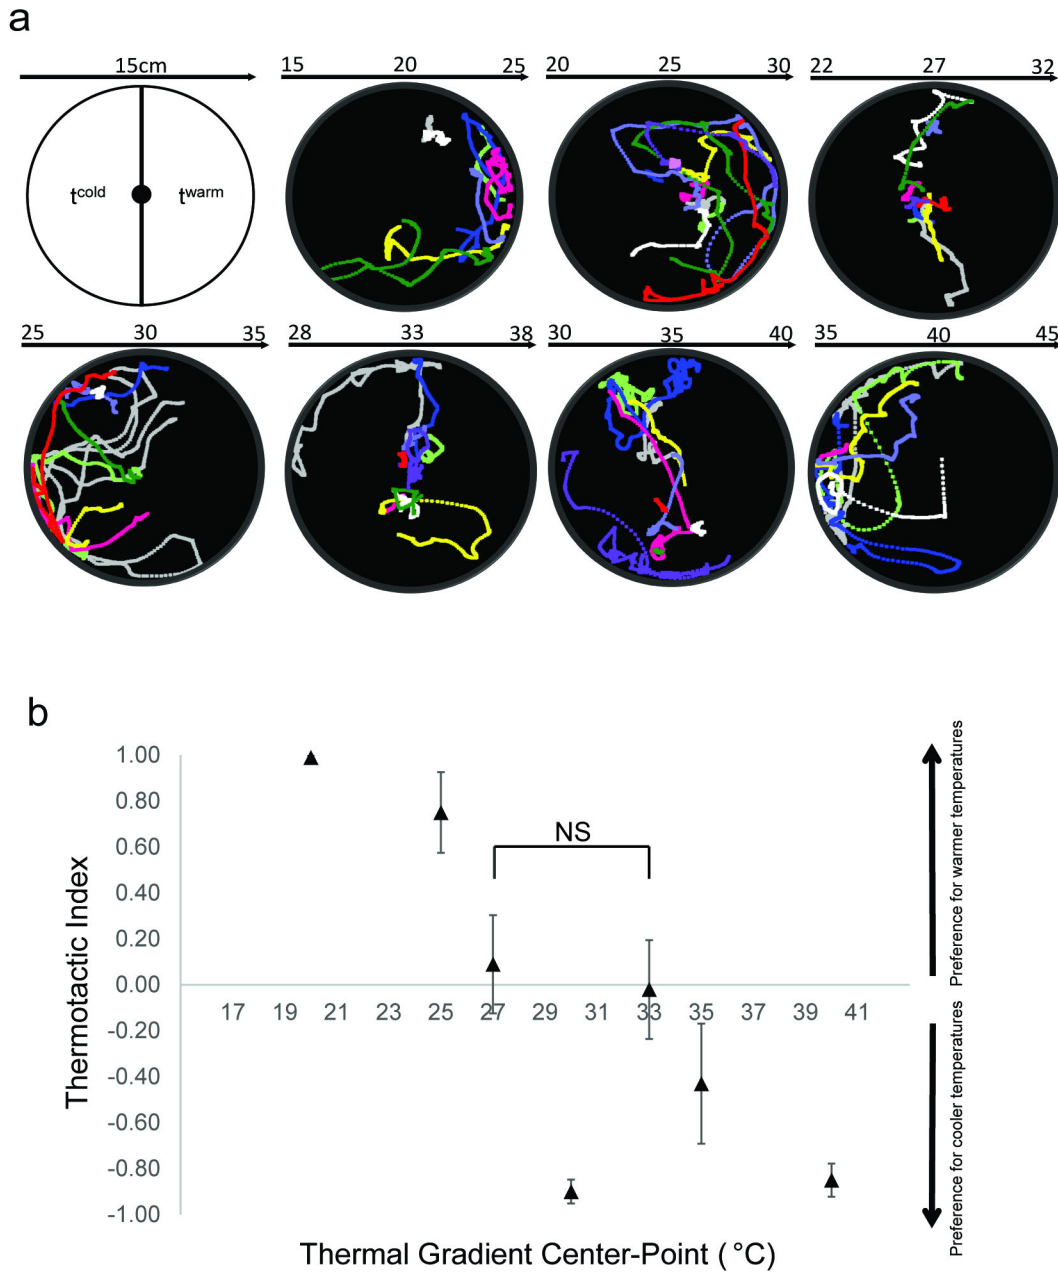 a
15cm
15 20 25
20 25 30
22 27 32
tcold
twarm
25 30 35
28 33 38
30 35 40
35 40 45
b
Thermotactic Index
1.00
0.80
0.60
0.40
0.20
0.00
-0.20
-0.40
-0.60
-0.80
-1.00
NS
17 19 21 23 25 27 29 31 33 35 37 39 41
Thermal Gradient Center-Point ( °C)
Preference for warmer temperatures
Preference for cooler temperatures